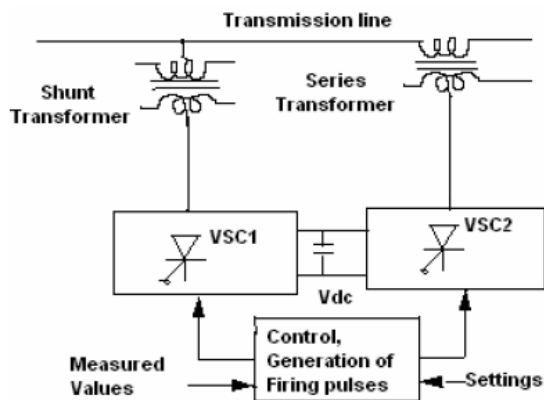 Transmission line
Shunt
Transformer
Series
Transformer
VSC1
VSC2
Vdc
Control,
Generation of
Firing pulses
Measured
Values
Settings